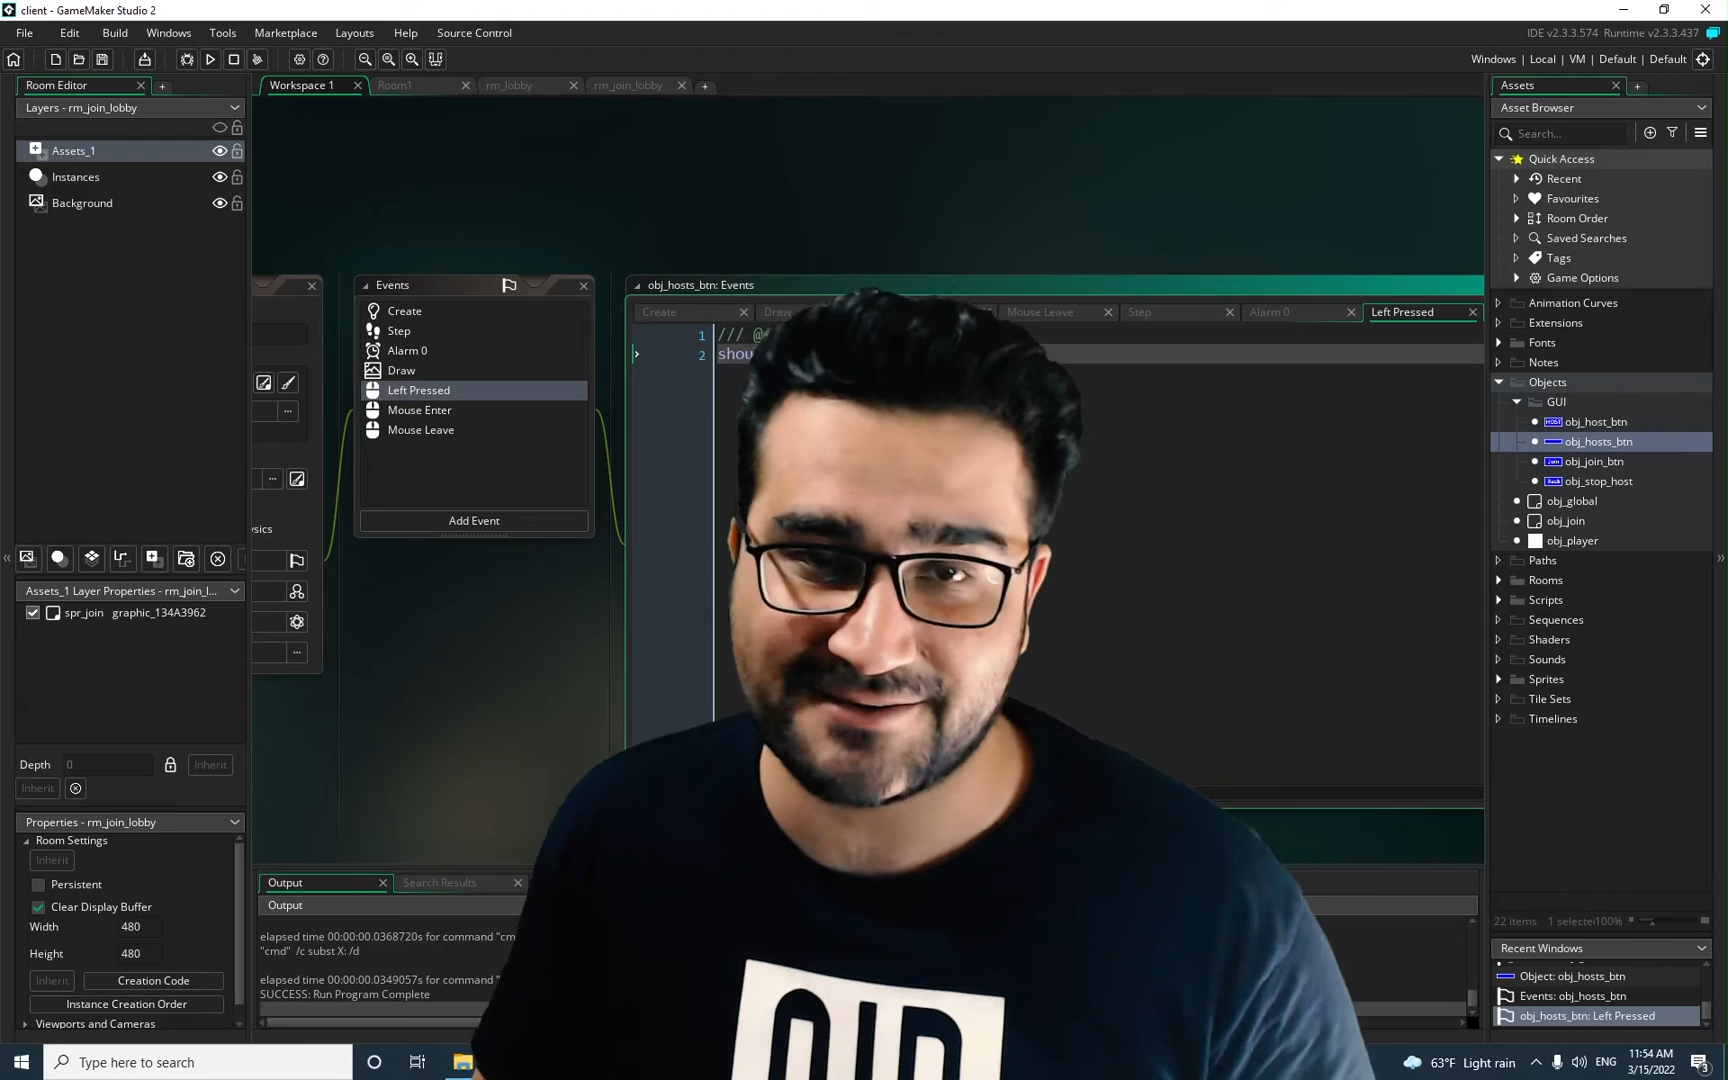 client - GameMaker Studio 2
File Edit Build Windows Tools Marketplace Layouts Help Source Control
IDE v2.3.3.574 Runtime v2.3.3.437
Windows | Local | VM | Default | Default
Room Editor
Workspace 1 Room1 rm_lobby rm_join_lobby
Assets
Layers - rm_join_lobby
Asset Browser
Search...
Assets_1
Instances
Background
Quick Access
Recent
Favourites
Room Order
Saved Searches
Tags
Game Options
Animation Curves
Extensions
Fonts
Notes
Objects
GUI
obj_host_btn
obj_hosts_btn
obj_join_btn
obj_stop_host
obj_global
obj_join
obj_player
Paths
Rooms
Scripts
Sequences
Shaders
Sounds
Sprites
Tile Sets
Timelines
Events
Create
Step
Alarm 0
Draw
Left Pressed
Mouse Enter
Mouse Leave
Add Event
obj_hosts_btn: Events
Create Draw Mouse Leave Step Alarm 0 Left Pressed
1 /// @
2 shou
Assets_1 Layer Properties - rm_join_l...
spr_join graphic_134A3962
Depth 0 Inherit
Inherit
Properties - rm_join_lobby
Room Settings
Inherit
Persistent
Clear Display Buffer
Width 480
Height 480
Inherit Creation Code
Instance Creation Order
Viewports and Cameras
Output Search Results
Output
elapsed time 00:00:00.0368720s for command "cm
"cmd" /c subst X: /d
elapsed time 00:00:00.0349057s for command "cm
SUCCESS: Run Program Complete
22 items 1 selecte 100%
Recent Windows
Object: obj_hosts_btn
Events: obj_hosts_btn
obj_hosts_btn: Left Pressed
Type here to search
63°F Light rain
ENG
11:54 AM
3/15/2022
3